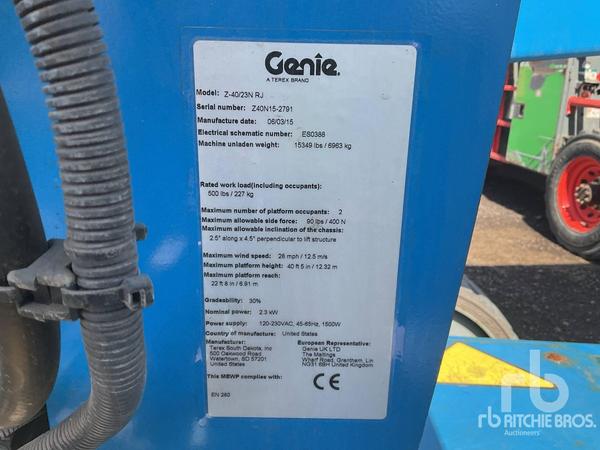 Genie
A TEREX BRAND
Model: Z-40/23N RJ
Serial number: Z40N15-2791
Manufacture date: 06/03/15
Electrical schematic number: ES0388
Machine unladen weight: 15349 lbs / 6963 kg
Rated work load(including occupants):
500 lbs / 227 kg
Maximum number of platform occupants: 2
Maximum allowable side force: 90 lbs / 400 N
Maximum allowable inclination of the chassis:
2.5° along x 4.5° perpendicular to lift structure
Maximum wind speed: 28 mph / 12.5 m/s
Maximum platform height: 40 ft 5 in / 12.32 m
Maximum platform reach:
22 ft 8 in / 6.91 m
Gradeability: 30%
Nominal power: 2.3 kW
Power supply: 120-230VAC, 45-65Hz, 1500W
Country of manufacture: United States
Manufacturer: European Representative:
Terex South Dakota, Inc Genie UK LTD
500 Oakwood Road The Maltings
Watertown, SD 57201 Wharf Road, Grantham, Lin
United States NG31 6BH United Kingdom
This MEWP complies with: CE
EN 280
rb
rb RITCHIE BROS.
Auctioneers